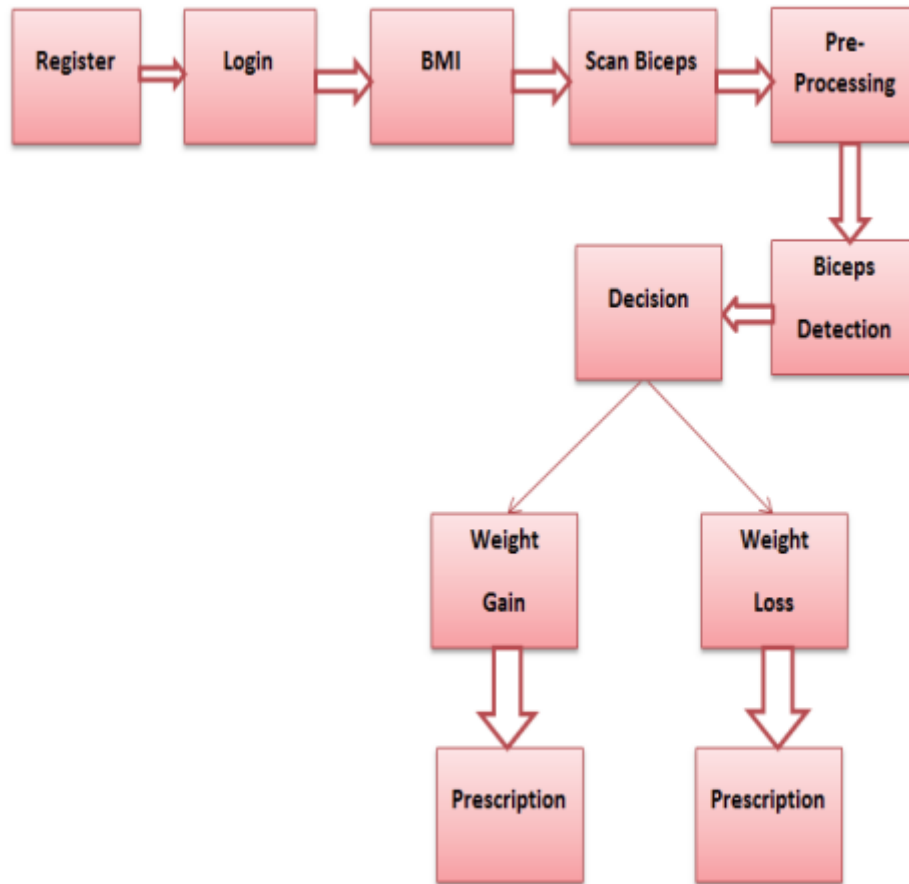 Register
Login
BMI
Scan Biceps
Pre-
Processing
Biceps
Detection
Decision
Weight
Gain
Weight
Loss
Prescription
Prescription